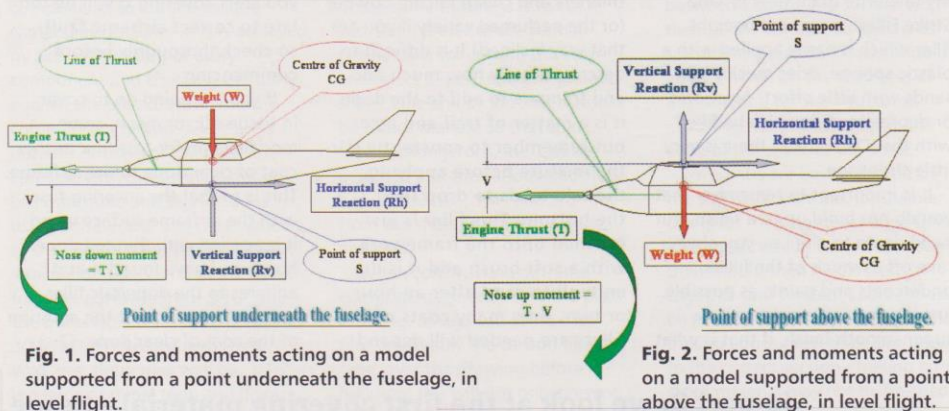 Line of Thrust
Weight (W)
Centre of Gravity
CG
Engine Thrust (T)
V
Horizontal Support
Reaction (Rh)
Nose down moment
= T . V
Vertical Support
Reaction (Rv)
Point of support
S
Point of support underneath the fuselage.
Fig. 1. Forces and moments acting on a model
supported from a point underneath the fuselage, in
level flight.
Point of support
S
Line of Thrust
Vertical Support
Reaction (Rv)
Horizontal Support
Reaction (Rh)
V
Engine Thrust (T)
Weight (W)
Centre of Gravity
CG
Nose up moment =
T . V
Point of support above the fuselage.
Fig. 2. Forces and moments acting
on a model supported from a point
above the fuselage, in level flight.